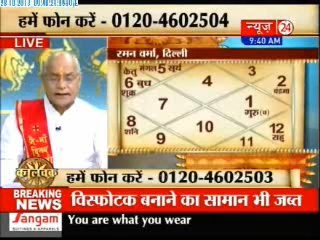 हमें फोन करें - 0120-4602504
न्यूज़ 24
LIVE
9:40 AM
रमन वर्मा, दिल्ली
केतु मंगल 5 सूर्य
3
6 बुध
शुक्र
4
2
चन्द्रमा
7
1
गुरु (व)
8
शनि
10
12
राहु
9
11
कालचक्र
हमें फोन करें - 0120-4602503
BREAKING
NEWS
विस्फोटक बनाने का सामान भी जब्त
Sangam
You are what you wear